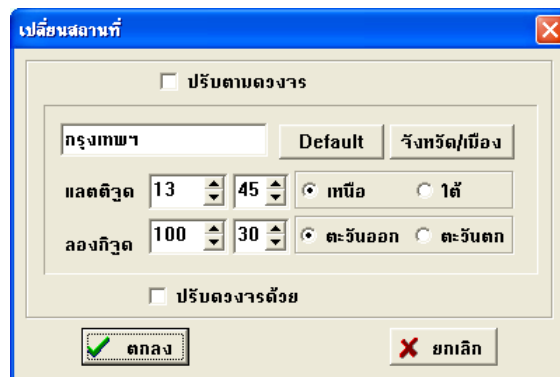 เปลี่ยนสถานที่
ปรับตามดวงจร
กรุงเทพฯ Default จังหวัด/เมือง
แลตติจูด 13 45 เหนือ ใต้
ลองกิจูด 100 30 ตะวันออก ตะวันตก
ปรับดวงจรด้วย
ตกลง ยกเลิก